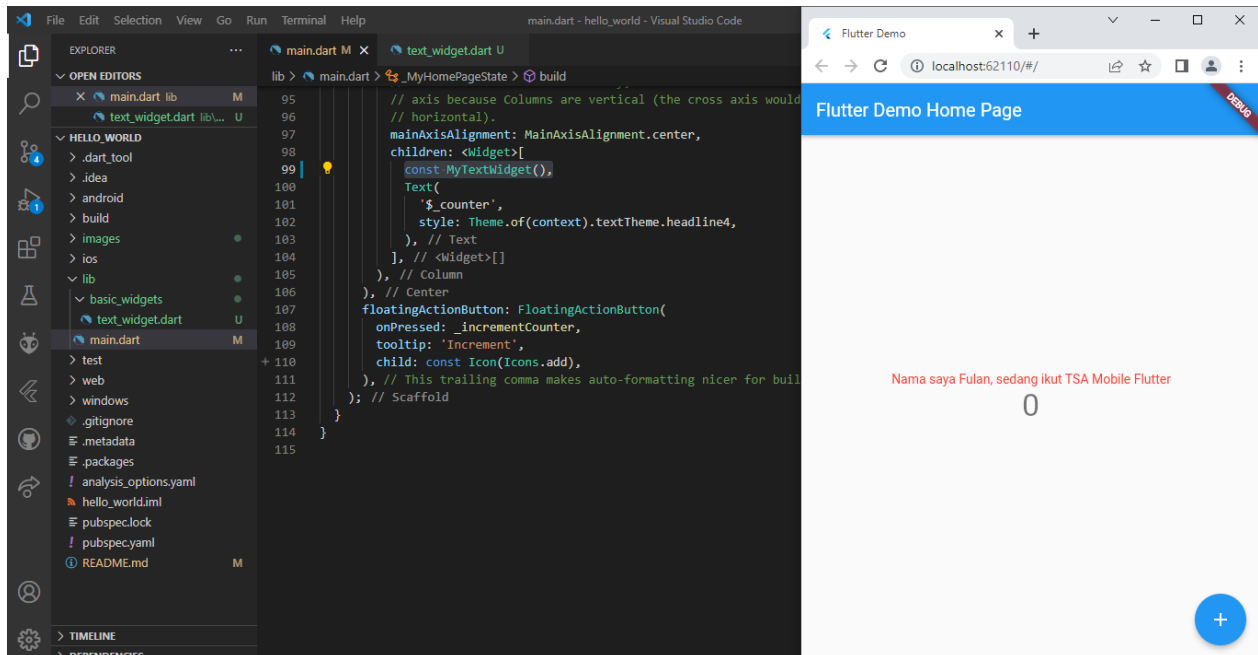 File Edit Selection View Go Run Terminal Help
main.dart - hello_world - Visual Studio Code
EXPLORER
OPEN EDITORS
main.dart lib M
text_widget.dart lib\... U
HELLO_WORLD
.dart_tool
.idea
android
build
images
ios
lib
basic_widgets
text_widget.dart U
main.dart M
test
web
windows
.gitignore
.metadata
.packages
analysis_options.yaml
hello_world.iml
pubspec.lock
pubspec.yaml
README.md M
TIMELINE
4
1
main.dart M
text_widget.dart U
lib > main.dart > _MyHomePageState > build
95 // axis because Columns are vertical (the cross axis would
96 // horizontal).
97 mainAxisAlignment: MainAxisAlignment.center,
98 children: <Widget>[
99 const MyTextWidget(),
100 Text(
101 '$_counter',
102 style: Theme.of(context).textTheme.headline4,
103 ), // Text
104 ], // <Widget>[]
105 ), // Column
106 ), // Center
107 floatingActionButton: FloatingActionButton(
108 onPressed: _incrementCounter,
109 tooltip: 'Increment',
110 child: const Icon(Icons.add),
111 ), // This trailing comma makes auto-formatting nicer for buil
112 ); // Scaffold
113 }
114 }
115
Flutter Demo
localhost:62110/#/
Flutter Demo Home Page
DEBUG
Nama saya Fulan, sedang ikut TSA Mobile Flutter
0